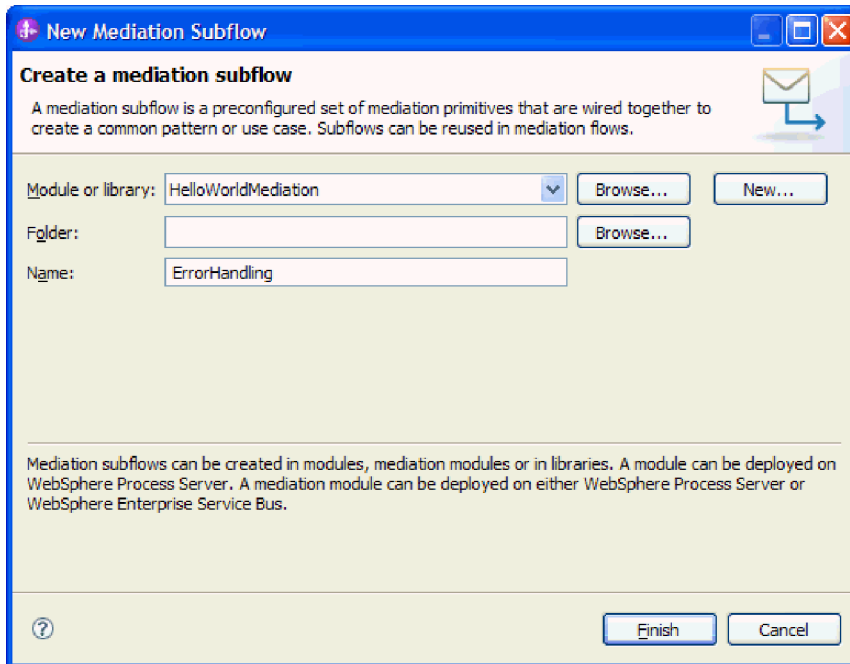 New Mediation Subflow
Create a mediation subflow
A mediation subflow is a preconfigured set of mediation primitives that are wired together to
create a common pattern or use case. Subflows can be reused in mediation flows.
Module or library: HelloWorldMediation Browse... New...
Folder: Browse...
Name: ErrorHandling
Mediation subflows can be created in modules, mediation modules or in libraries. A module can be deployed on
WebSphere Process Server. A mediation module can be deployed on either WebSphere Process Server or
WebSphere Enterprise Service Bus.
? Finish Cancel